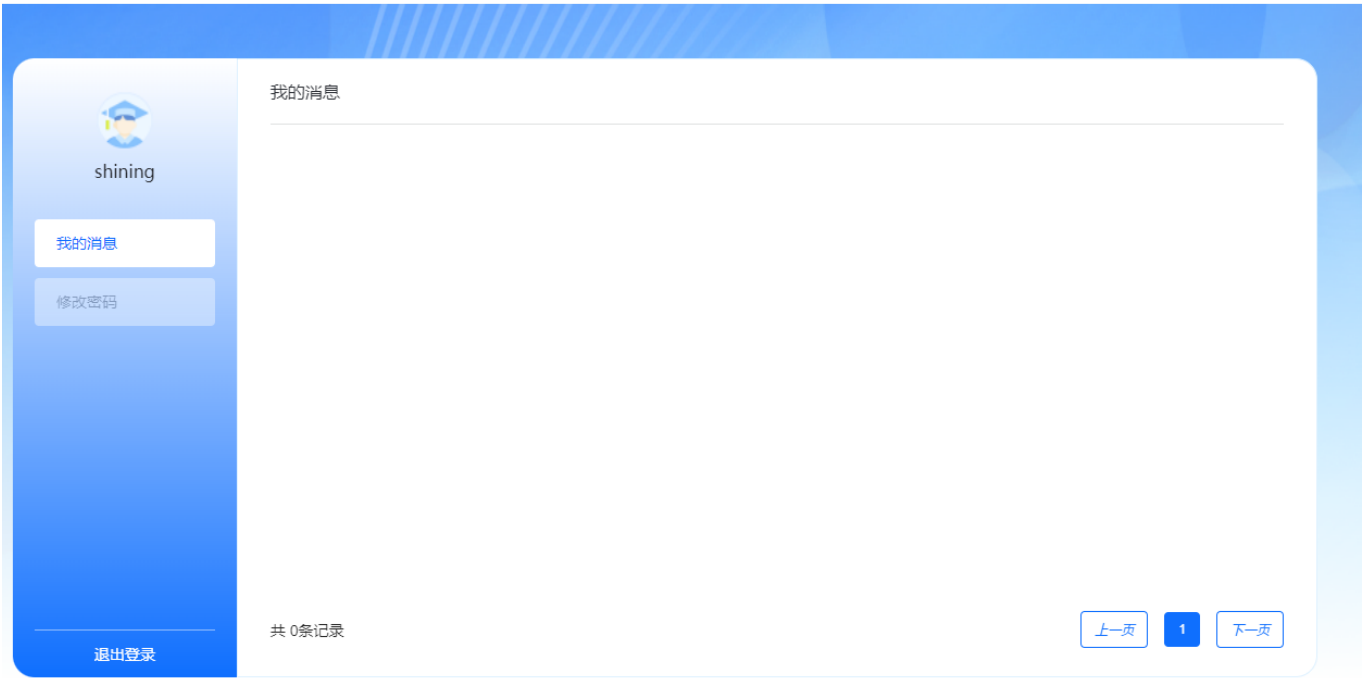 shining
我的消息
修改密码
退出登录
我的消息
共 0条记录
上一页 1 下一页